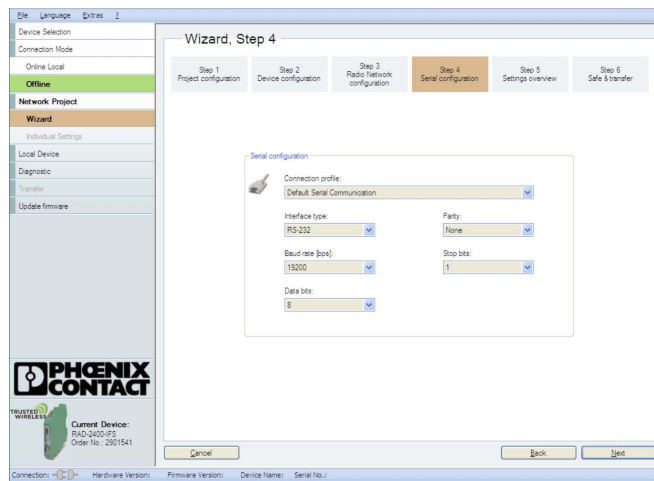 File Language Extras ?
Device Selection
Connection Mode
Online Local
Offline
Network Project
Wizard
Individual Settings
Local Device
Diagnostic
Transfer
Update firmware
PHŒNIX
CONTACT
TRUSTED
WIRELESS
Current Device:
RAD-2400-IFS
Order No.: 2901541
Wizard, Step 4
Step 1
Project configuration
Step 2
Device configuration
Step 3
Radio Network
configuration
Step 4
Serial configuration
Step 5
Settings overview
Step 6
Safe & transfer
Serial configuration
Connection profile:
Default Serial Communication
Interface type:
RS-232
Parity:
None
Baud rate [bps]:
19200
Stop bits:
1
Data bits:
8
Cancel
Back
Next
Connection: Hardware Version: Firmware Version: Device Name: Serial No.: